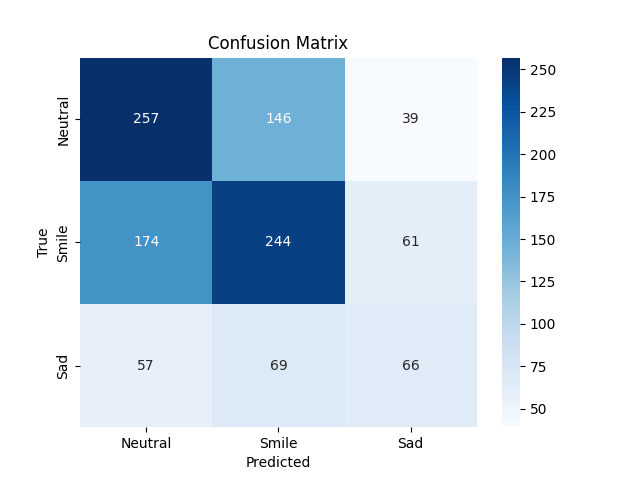 Confusion Matrix
True
Neutral
257 146 39
Smile
174 244 61
Sad
57 69 66
Neutral Smile Sad
Predicted
250
225
200
175
150
125
100
75
50